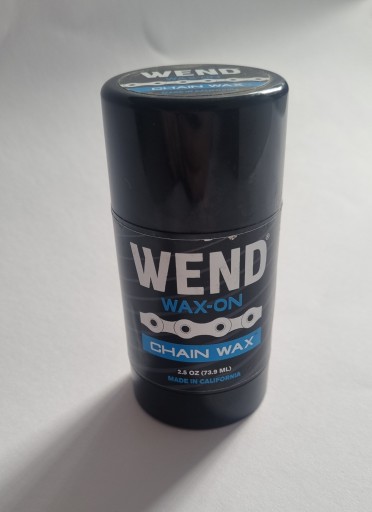 WEND
CHAIN WAX
WEND
WAX-ON
CHAIN WAX
2.5 OZ (73.9 ML)
MADE IN CALIFORNIA